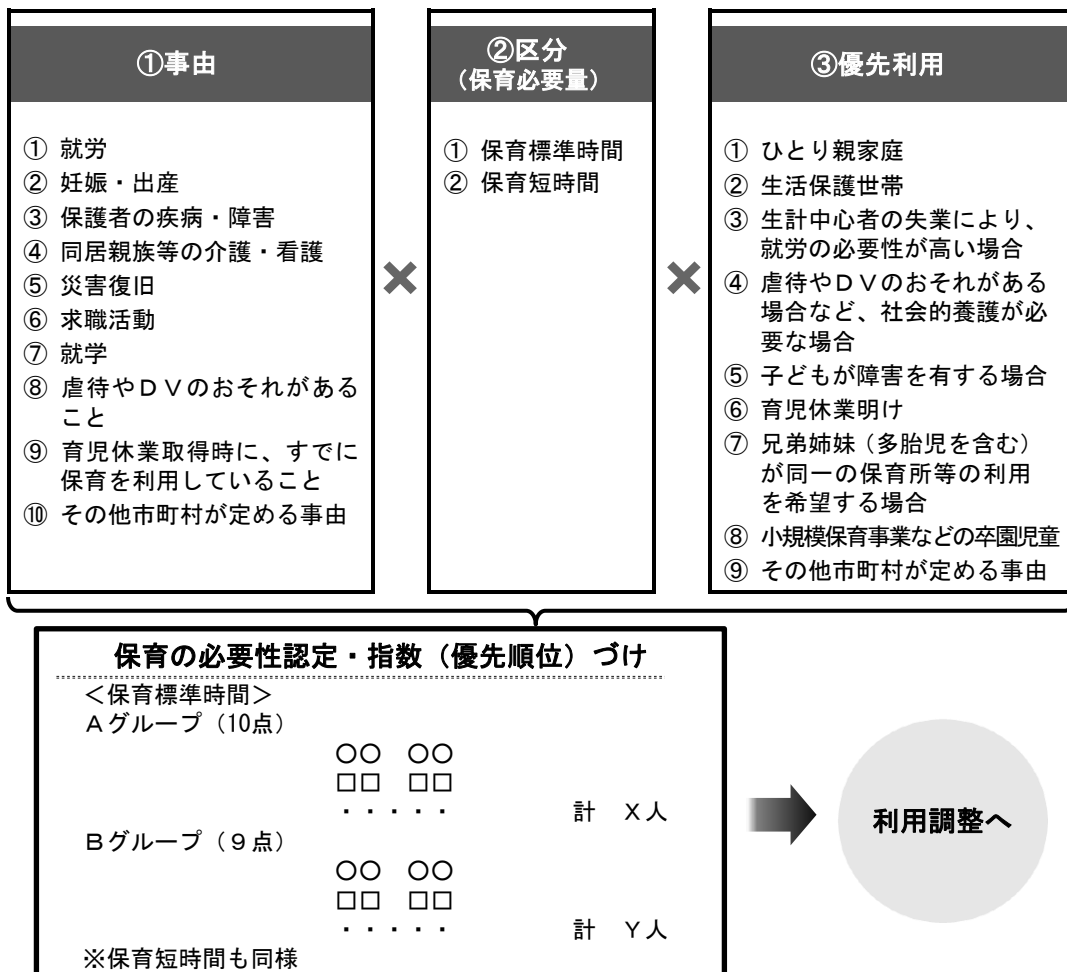 ①事由
① 就労
② 妊娠・出産
③ 保護者の疾病・障害
④ 同居親族等の介護・看護
⑤ 災害復旧
⑥ 求職活動
⑦ 就学
⑧ 虐待やＤＶのおそれがある
こと
⑨ 育児休業取得時に、すでに
保育を利用していること
⑩ その他市町村が定める事由
×
②区分
（保育必要量）
① 保育標準時間
② 保育短時間
×
③優先利用
① ひとり親家庭
② 生活保護世帯
③ 生計中心者の失業により、
就労の必要性が高い場合
④ 虐待やＤＶのおそれがある
場合など、社会的養護が必
要な場合
⑤ 子どもが障害を有する場合
⑥ 育児休業明け
⑦ 兄弟姉妹（多胎児を含む）
が同一の保育所等の利用
を希望する場合
⑧ 小規模保育事業などの卒園児童
⑨ その他市町村が定める事由
保育の必要性認定・指数（優先順位）づけ
＜保育標準時間＞
Ａグループ（10点）
○○ ○○
□□ □□
・・・・・ 計 Ｘ人
Ｂグループ（９点）
○○ ○○
□□ □□
・・・・・ 計 Ｙ人
※保育短時間も同様
利用調整へ